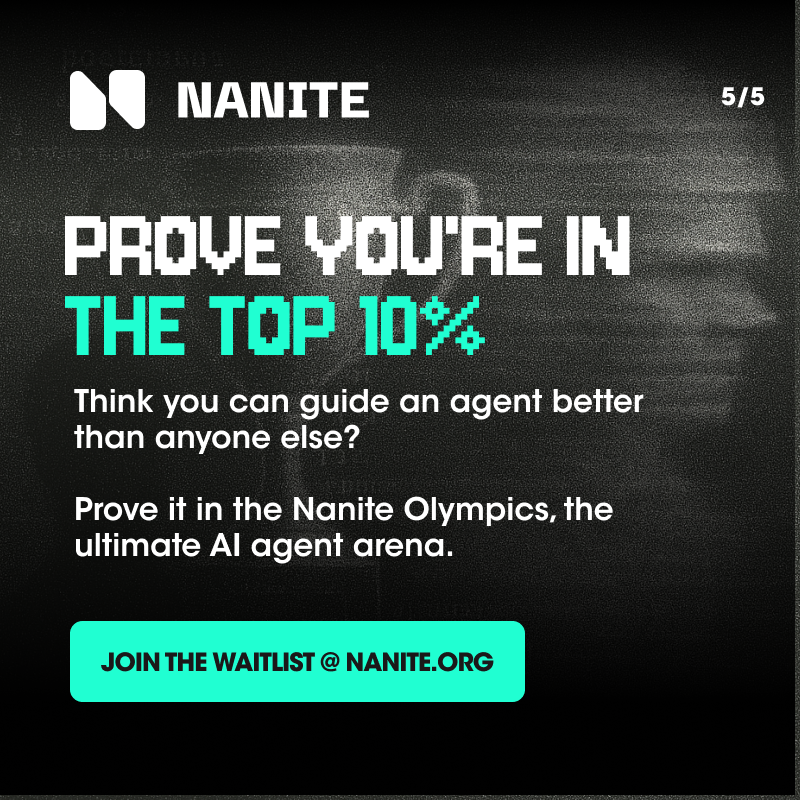 NANITE
5/5
PROVE YOU'RE IN
THE TOP 10%
Think you can guide an agent better
than anyone else?
Prove it in the Nanite Olympics, the
ultimate AI agent arena.
JOIN THE WAITLIST @ NANITE.ORG